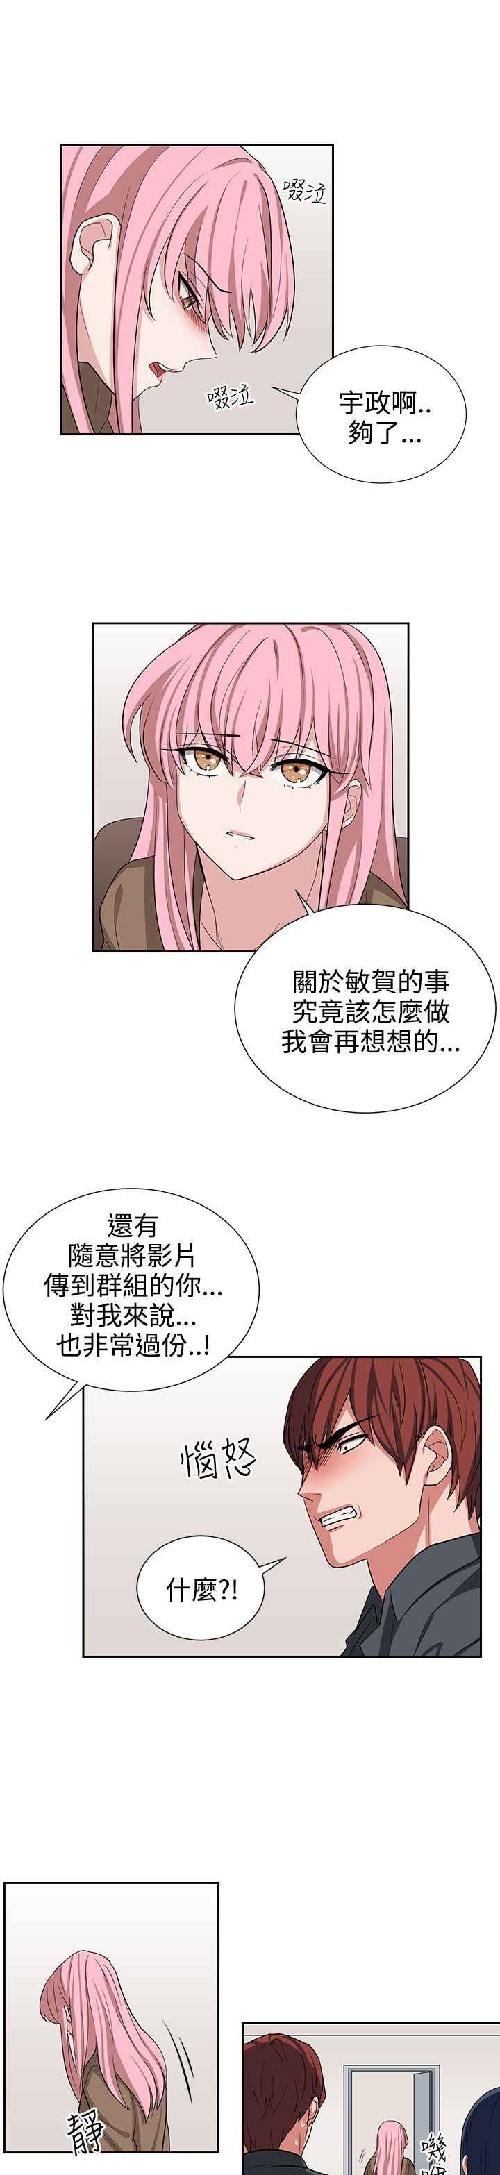 啜泣
啜泣
宇政啊..
夠了...
關於敏賀的事
究竟該怎麼做
我會再想想的...
還有
隨意將影片
傳到群組的你...
對我來說...
也非常過份..!
惱怒
什麼?!
靜
嘰